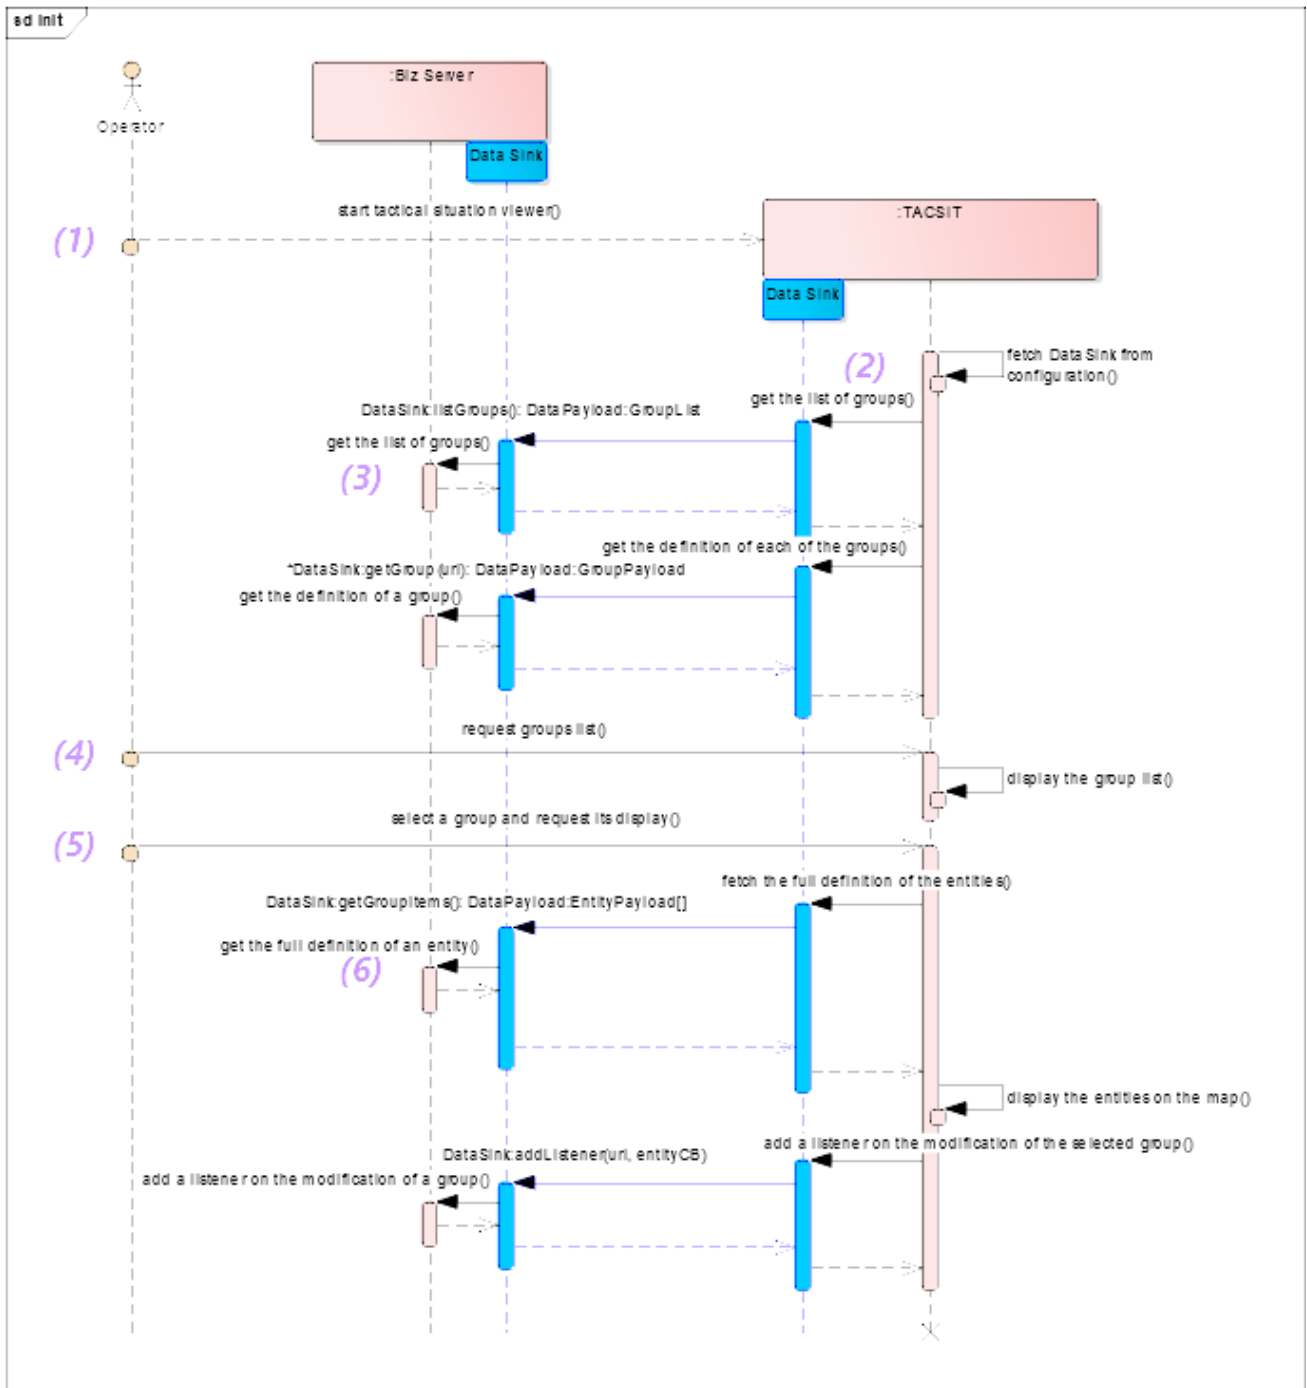 sd init
:Biz Server
Operator
Data Sink
start tactical situation viewer()
:TACSIT
(1)
Data Sink
(2)
fetch DataSink from
configuration()
get the list of groups()
DataSink:listGroups(): DataPayload:GroupList
get the list of groups()
(3)
get the definition of each of the groups()
*DataSink:getGroup(uri): DataPayload:GroupPayload
get the definition of a group()
request groups list()
(4)
display the group list()
select a group and request its display()
(5)
fetch the full definition of the entities()
DataSink:getGroupItems(): DataPayload:EntityPayload[]
get the full definition of an entity()
(6)
display the entities on the map()
add a listener on the modification of the selected group()
DataSink:addListener(uri, entityCB)
add a listener on the modification of a group()